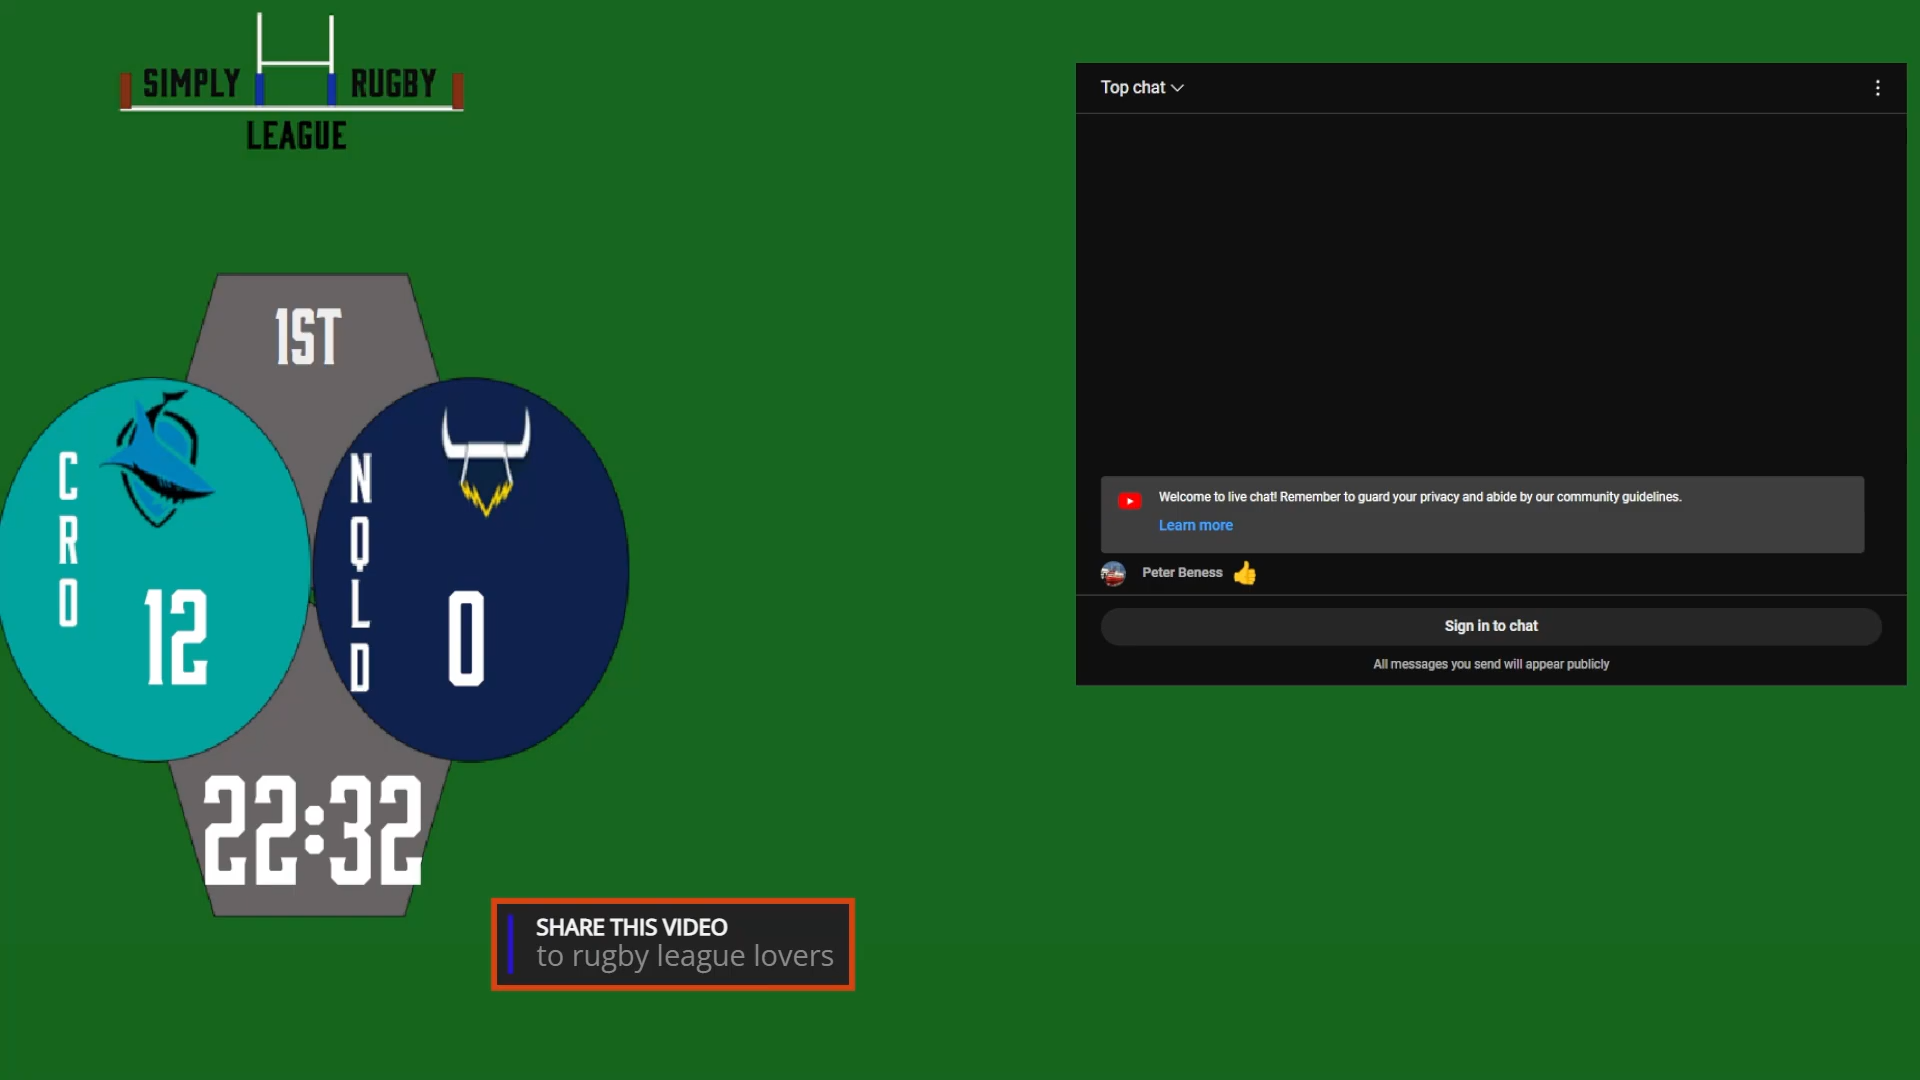 SIMPLY RUGBY
LEAGUE
1ST
CRO
12
NQLD
0
22:32
SHARE THIS VIDEO
to rugby league lovers
Top chat
Welcome to live chat! Remember to guard your privacy and abide by our community guidelines.
Learn more
Peter Beness 👍
Sign in to chat
All messages you send will appear publicly